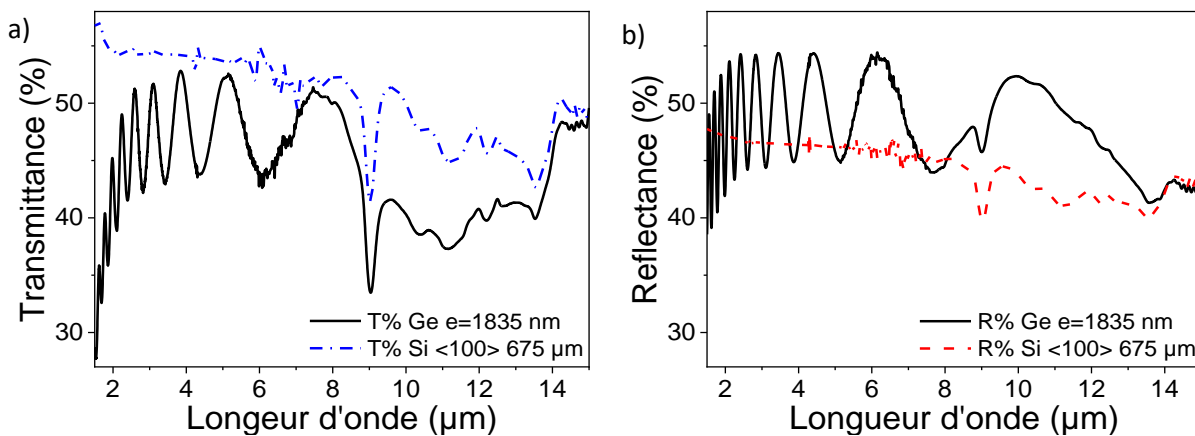 a)
Transmittance (%)
50
40
30
2 4 6 8 10 12 14
Longeur d'onde (µm)
T% Ge e=1835 nm
T% Si <100> 675 µm
b)
Reflectance (%)
50
40
30
2 4 6 8 10 12 14
Longueur d'onde (µm)
R% Ge e=1835 nm
R% Si <100> 675 µm